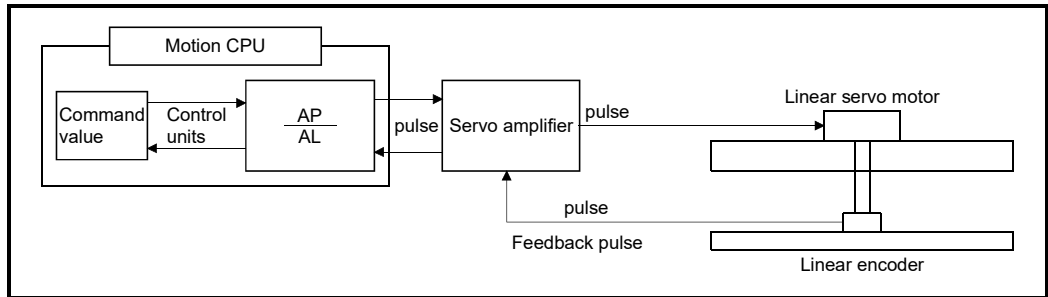 Motion CPU
Command
value
Control
units
AP
AL
pulse
Servo amplifier
pulse
Linear servo motor
pulse
Feedback pulse
Linear encoder